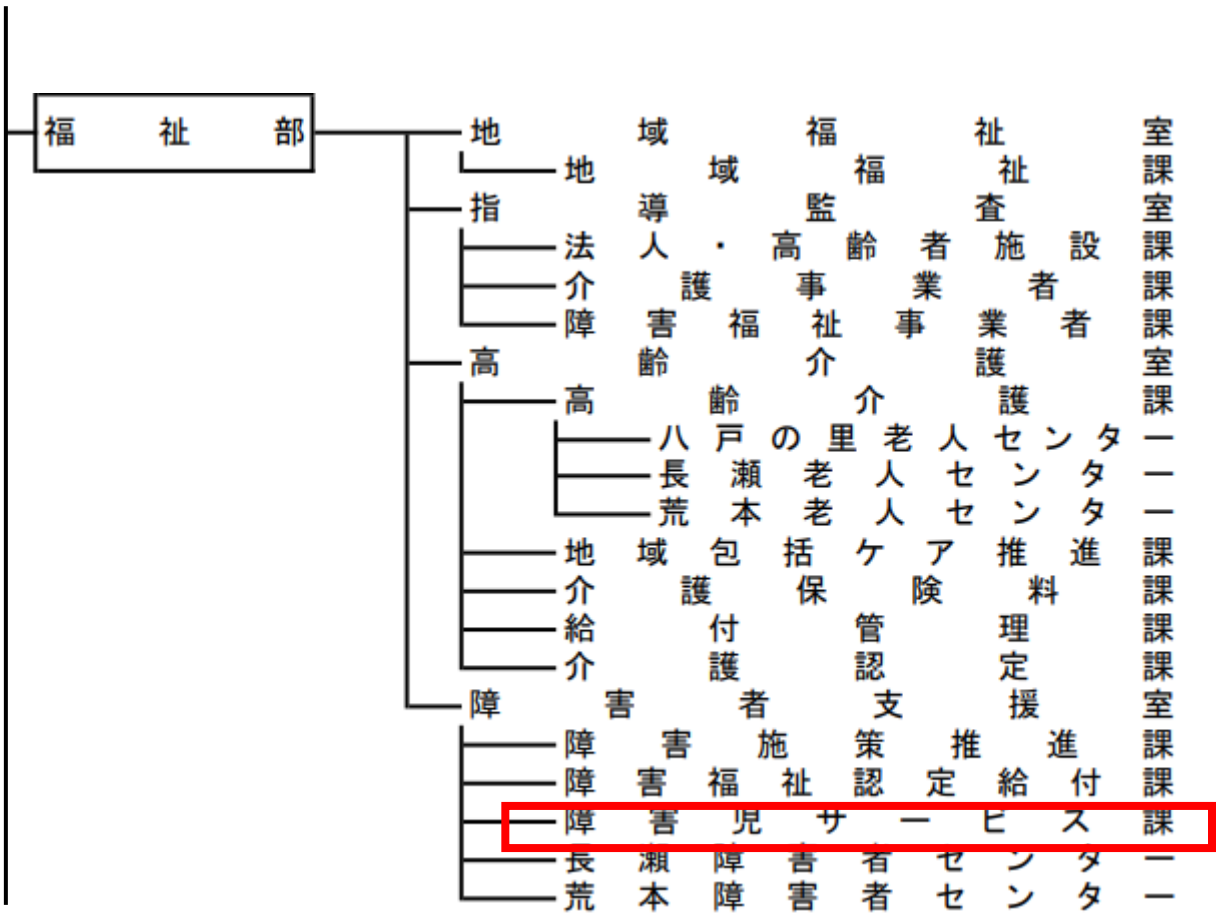 福祉部
地域福祉室
地域福祉課
指導監査室
法人・高齢者施設課
介護事業者課
障害福祉事業者課
高齢介護室
高齢介護課
八戸の里老人センター
長瀬老人センター
荒本老人センター
地域包括ケア推進課
介護保険料課
給付管理課
介護認定課
障害者支援室
障害施策推進課
障害福祉認定給付課
障害児サービス課
長瀬障害者センター
荒本障害者センター